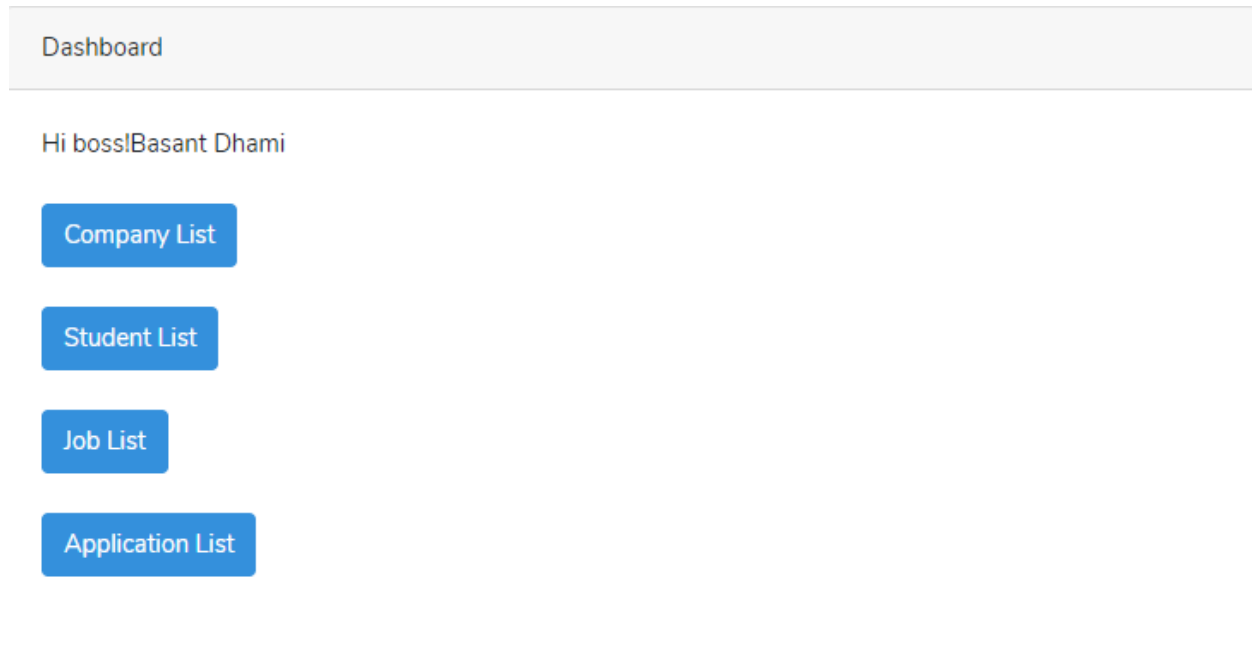 Dashboard
Hi boss!Basant Dhami
Company List
Student List
Job List
Application List